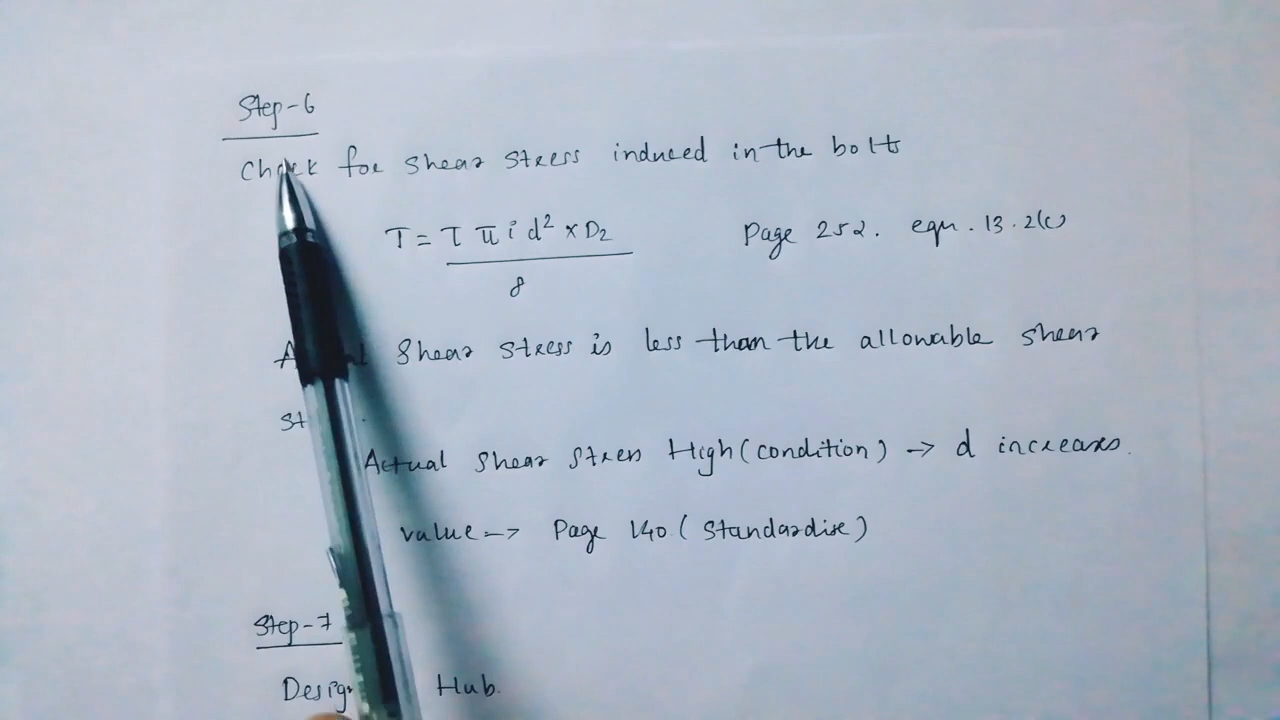 Step-6
Check for Shear Stress induced in the bolts
T = τ π i d² × D₂ / 8 Page 252. eqn. 13.2(c)
Shear stress is less than the allowable shear
Actual Shear Stress High (condition) → d increases.
value → Page 140 (Standardise)
Step-7
Hub.